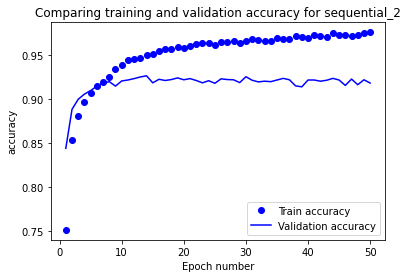 Comparing training and validation accuracy for sequential_2
accuracy
0.95
0.90
0.85
0.80
0.75
Train accuracy
Validation accuracy
0 10 20 30 40 50
Epoch number